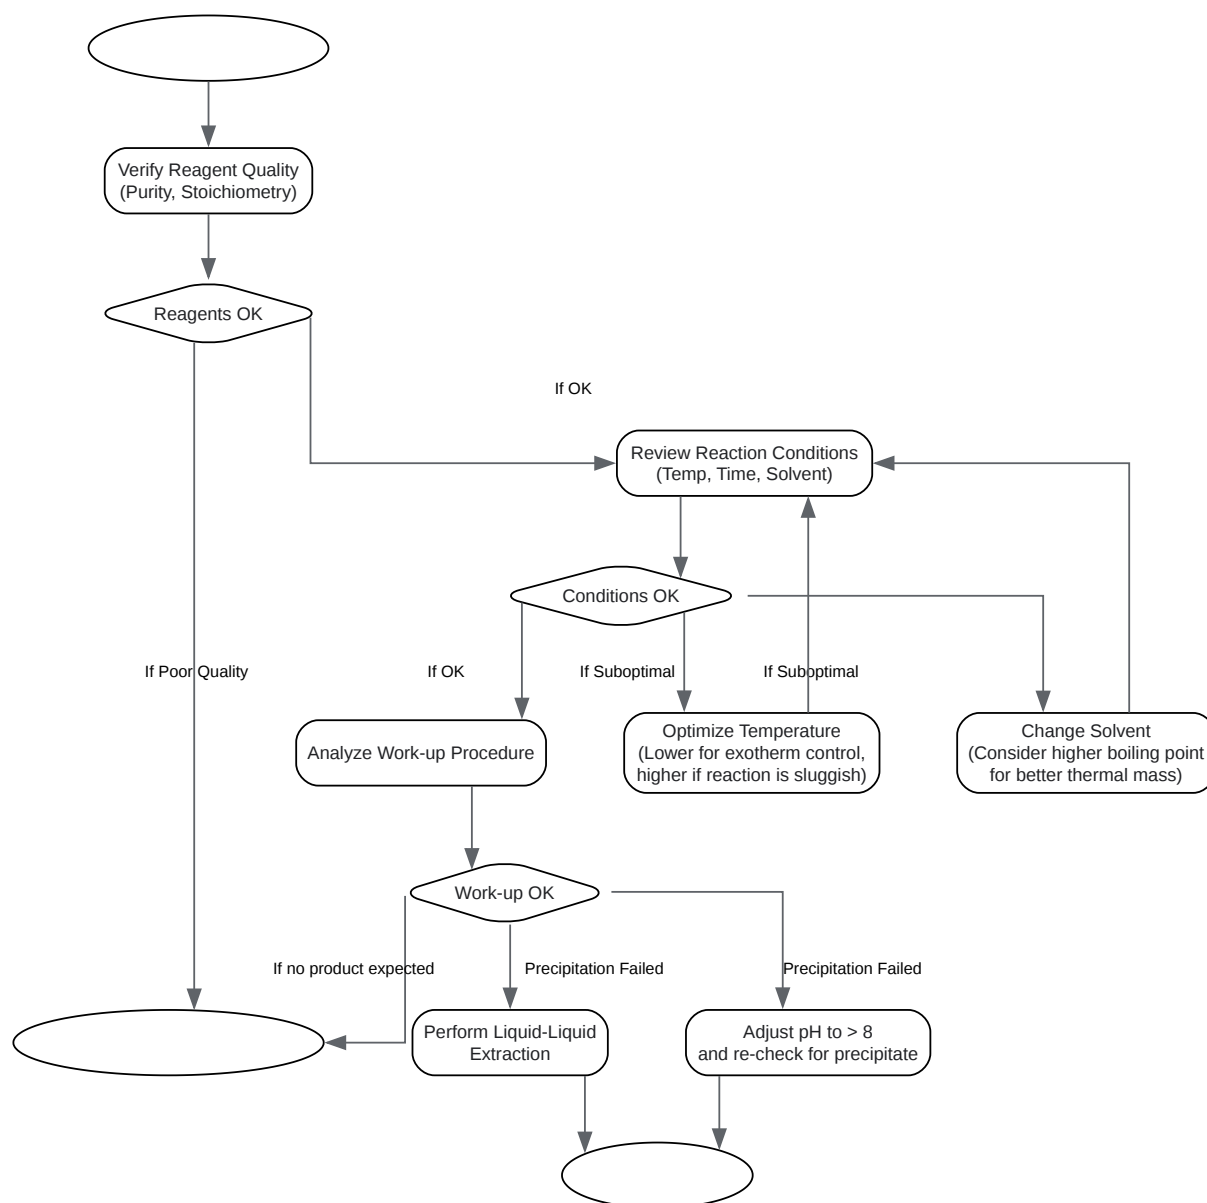 Verify Reagent Quality
(Purity, Stoichiometry)
Reagents OK
If OK
Review Reaction Conditions
(Temp, Time, Solvent)
Conditions OK
If Poor Quality
If OK
If Suboptimal
If Suboptimal
Analyze Work-up Procedure
Optimize Temperature
(Lower for exotherm control,
higher if reaction is sluggish)
Change Solvent
(Consider higher boiling point
for better thermal mass)
Work-up OK
If no product expected
Precipitation Failed
Precipitation Failed
Perform Liquid-Liquid
Extraction
Adjust pH to > 8
and re-check for precipitate